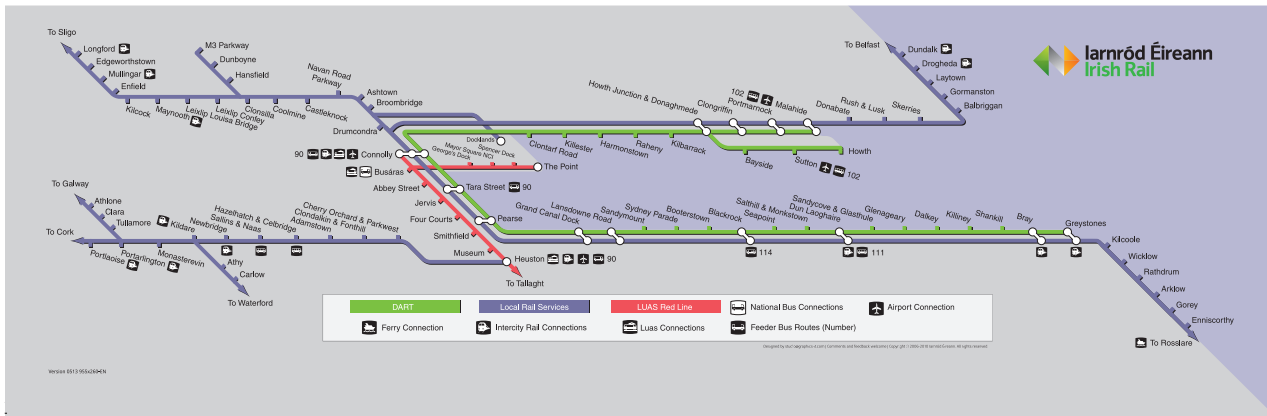 To Sligo
Longford
Edgeworthstown
Mullingar
Enfield
Kilcock
Maynooth
Leixlip Louisa Bridge
Leixlip Confey
Clonsilla
Coolmine
Castleknock
M3 Parkway
Dunboyne
Hansfield
Navan Road
Parkway
Ashtown
Broombridge
Drumcondra
90
Connolly
Busáras
Abbey Street
Jervis
Four Courts
Smithfield
Museum
Heuston
90
To Tallaght
Docklands
Spencer Dock
Mayor Square NCI
George's Dock
The Point
Tara Street
90
Pearse
Howth Junction & Donaghmede
Clongriffin
102
Portmarnock
Malahide
Donabate
Rush & Lusk
Skerries
Clontarf Road
Killester
Harmonstown
Raheny
Kilbarrack
Bayside
Sutton
102
Howth
To Belfast
Dundalk
Drogheda
Laytown
Gormanston
Balbriggan
Iarnród Éireann
Irish Rail
To Galway
Athlone
Clara
Tullamore
To Cork
Portlaoise
Portarlington
Monasterevin
Kildare
Newbridge
Sallins & Naas
Hazelhatch & Celbridge
Adamstown
Clondalkin & Fonthill
Cherry Orchard & Parkwest
Athy
Carlow
To Waterford
Grand Canal Dock
Lansdowne Road
Sandymount
Sydney Parade
Booterstown
Blackrock
Seapoint
Salthill & Monkstown
Dun Laoghaire
Sandycove & Glasthule
Glenageary
Dalkey
Killiney
Shankill
Bray
Greystones
114
111
Kilcoole
Wicklow
Rathdrum
Arklow
Gorey
Enniscorthy
To Rosslare
DART
Local Rail Services
LUAS Red Line
National Bus Connections
Airport Connection
Ferry Connection
Intercity Rail Connections
Luas Connections
Feeder Bus Routes (Number)
Version 0513 955x260-EN